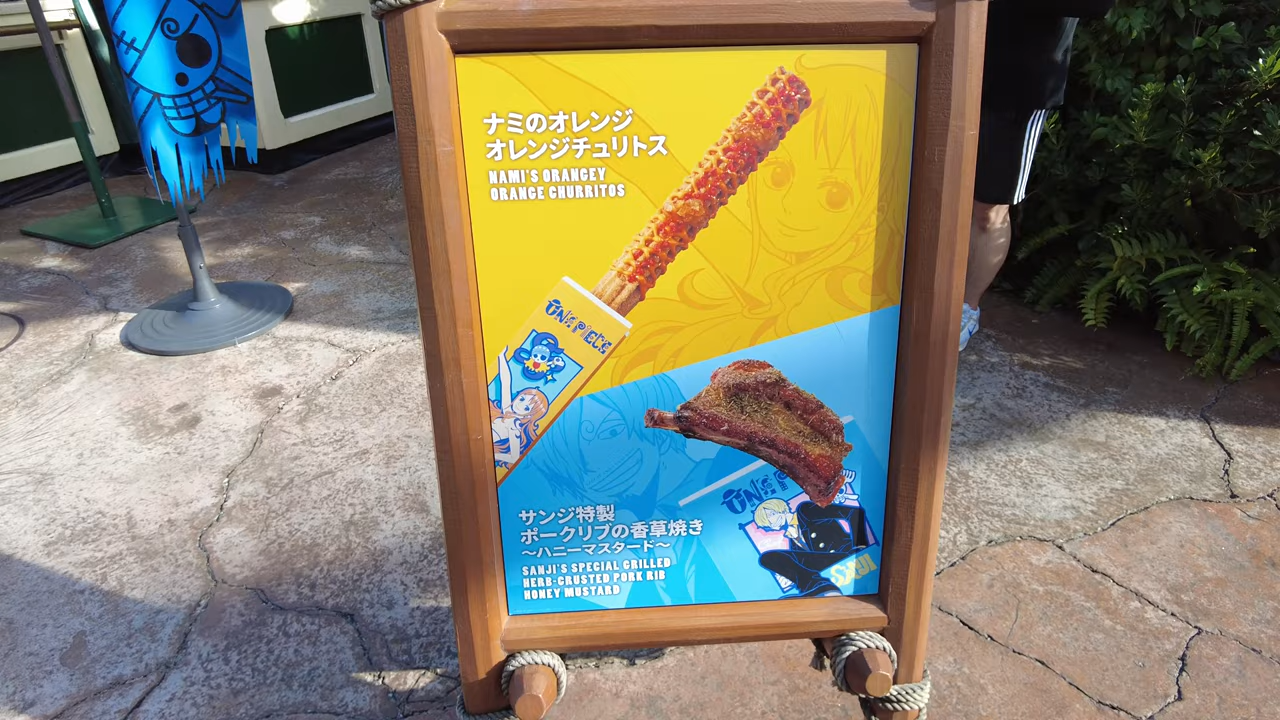 ナミのオレンジ
オレンジチュリトス
NAMI'S ORANGEY
ORANGE CHURRITOS
ONE PIECE
サンジ特製
ポークリブの香草焼き
～ハニーマスタード～
SANJI'S SPECIAL GRILLED
HERB-CRUSTED PORK RIB
HONEY MUSTARD
SANJI